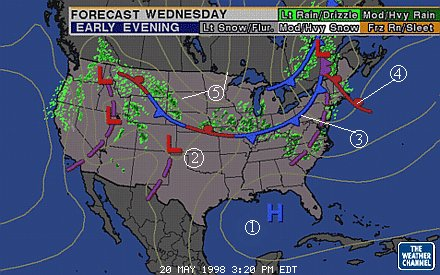 FORECAST WEDNESDAY
Lt Rain/Drizzle Mod/Hvy Rain
EARLY EVENING
Lt Snow/Flur. Mod/Hvy Snow
Frz Rn/Sleet
L
L
L
L
5
4
3
2
1
H
THE
WEATHER
CHANNEL
20 MAY 1998 3:20 PM EDT